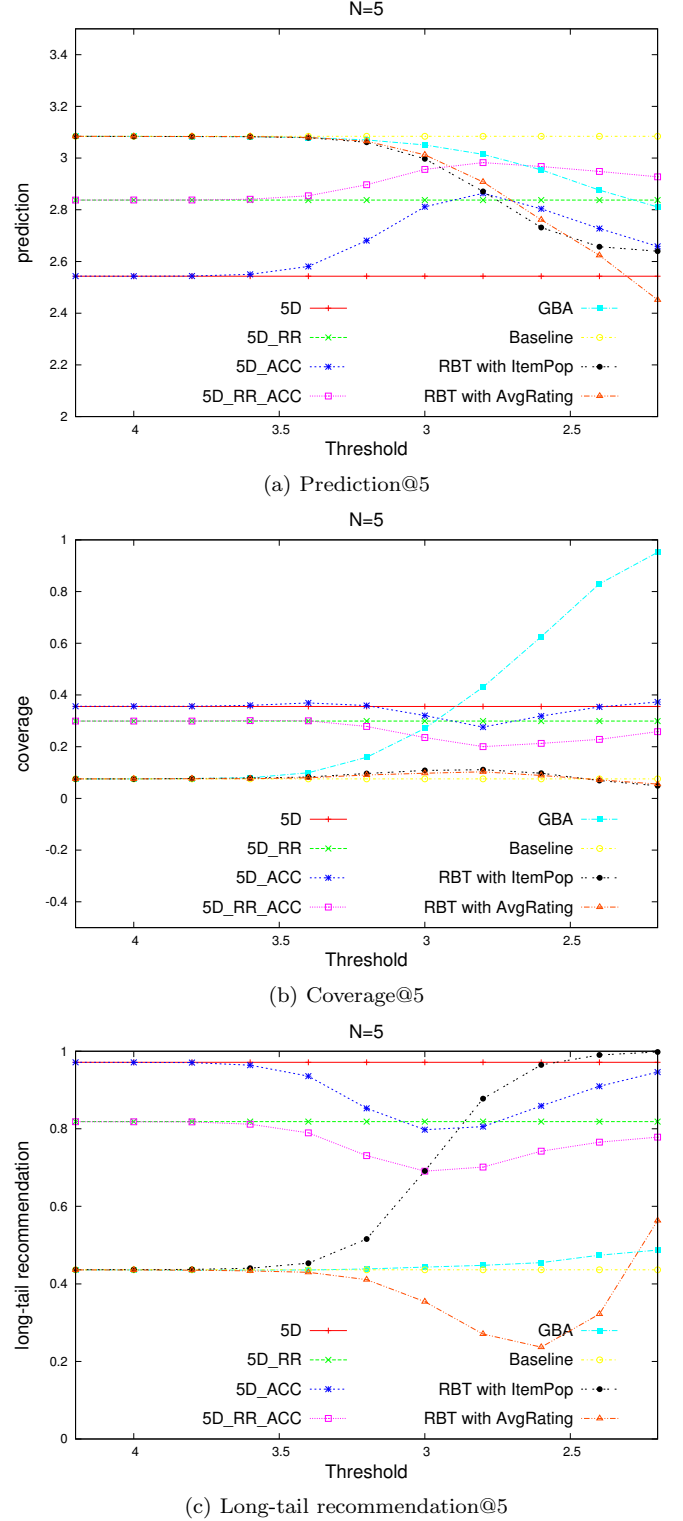 N=5
3.4
3.2
3
2.8
2.6
2.4
2.2
2
prediction
5D
5D_RR
5D_ACC
5D_RR_ACC
GBA
Baseline
RBT with ItemPop
RBT with AvgRating
4 3.5 3 2.5
Threshold
(a) Prediction@5
N=5
1
0.8
0.6
0.4
0.2
0
-0.2
-0.4
coverage
5D
5D_RR
5D_ACC
5D_RR_ACC
GBA
Baseline
RBT with ItemPop
RBT with AvgRating
4 3.5 3 2.5
Threshold
(b) Coverage@5
N=5
1
0.8
0.6
0.4
0.2
0
long-tail recommendation
5D
5D_RR
5D_ACC
5D_RR_ACC
GBA
Baseline
RBT with ItemPop
RBT with AvgRating
4 3.5 3 2.5
Threshold
(c) Long-tail recommendation@5